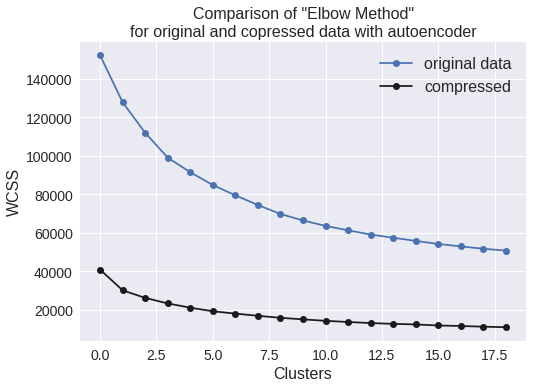 Comparison of "Elbow Method"
for original and copressed data with autoencoder
original data
compressed
140000
120000
100000
80000
60000
40000
20000
WCSS
0.0 2.5 5.0 7.5 10.0 12.5 15.0 17.5
Clusters